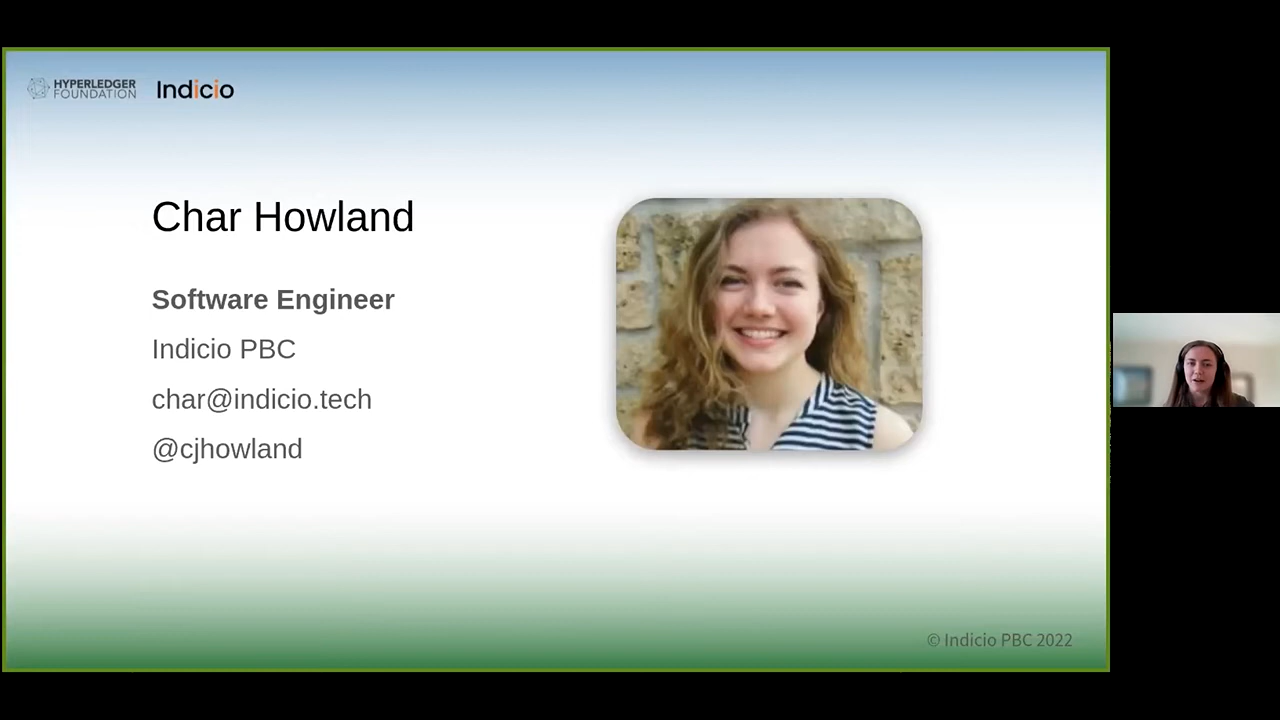 HYPERLEDGER
FOUNDATION
Indicio
Char Howland
Software Engineer
Indicio PBC
char@indicio.tech
@cjhowland
© Indicio PBC 2022